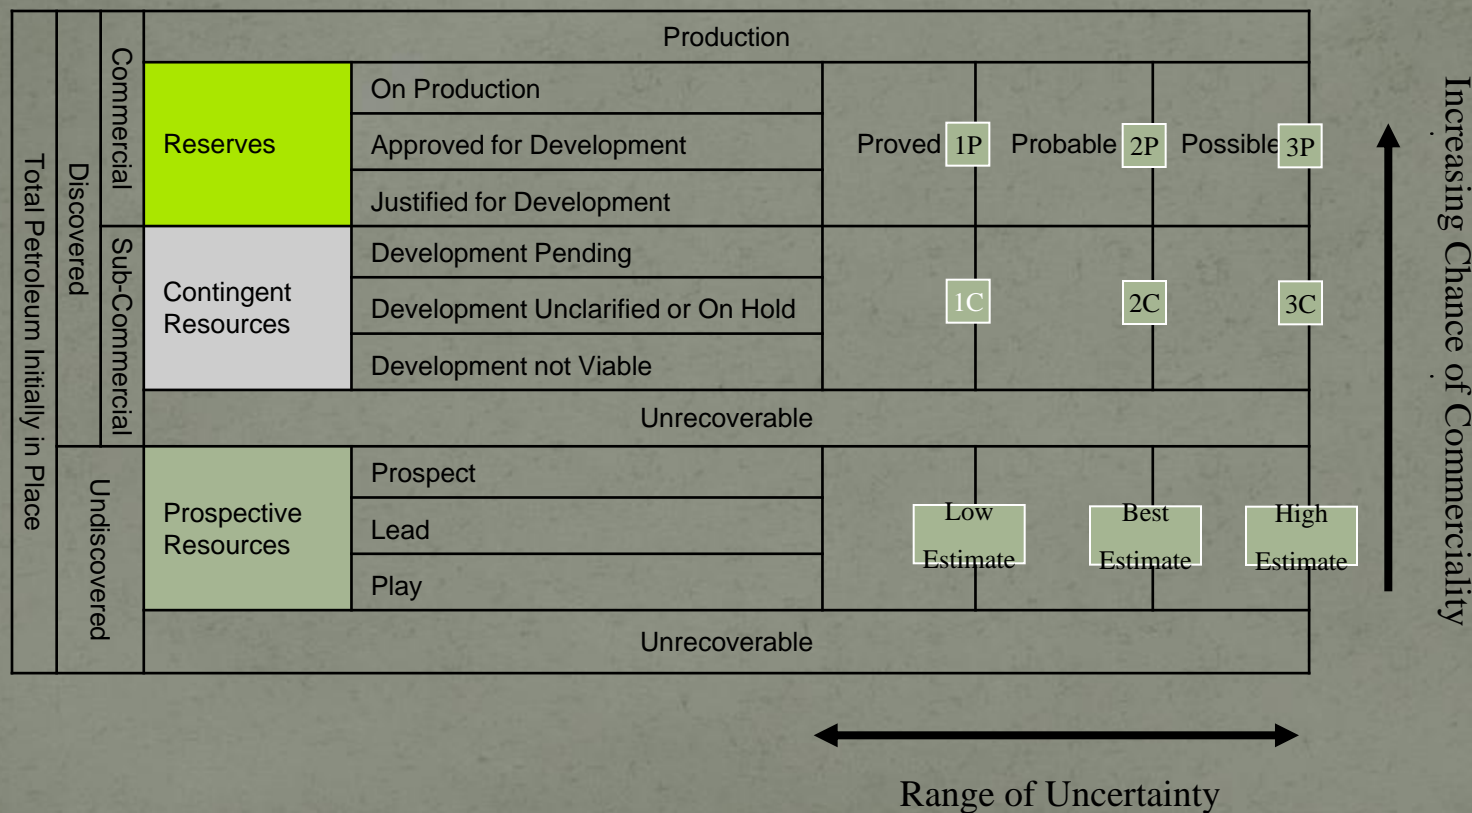 Production
Total Petroleum Initially in Place
Discovered
Commercial
Reserves
On Production
Approved for Development
Justified for Development
Proved 1P Probable 2P Possible 3P
Sub-Commercial
Contingent
Resources
Development Pending
Development Unclarified or On Hold
Development not Viable
1C 2C 3C
Unrecoverable
Undiscovered
Prospective
Resources
Prospect
Lead
Play
Low
Estimate
Best
Estimate
High
Estimate
Unrecoverable
Increasing Chance of Commerciality
Range of Uncertainty